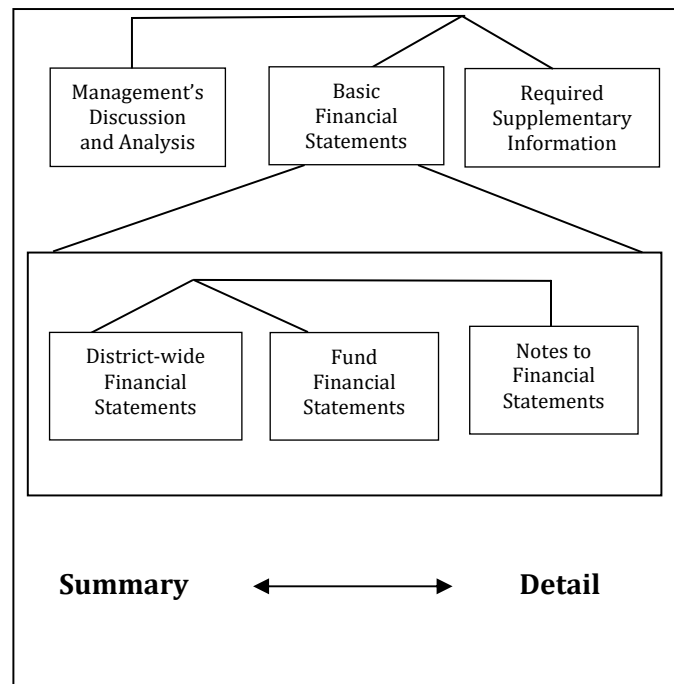 Management’s
Discussion
and Analysis
Basic
Financial
Statements
Required
Supplementary
Information
District-wide
Financial
Statements
Fund
Financial
Statements
Notes to
Financial
Statements
Summary
Detail